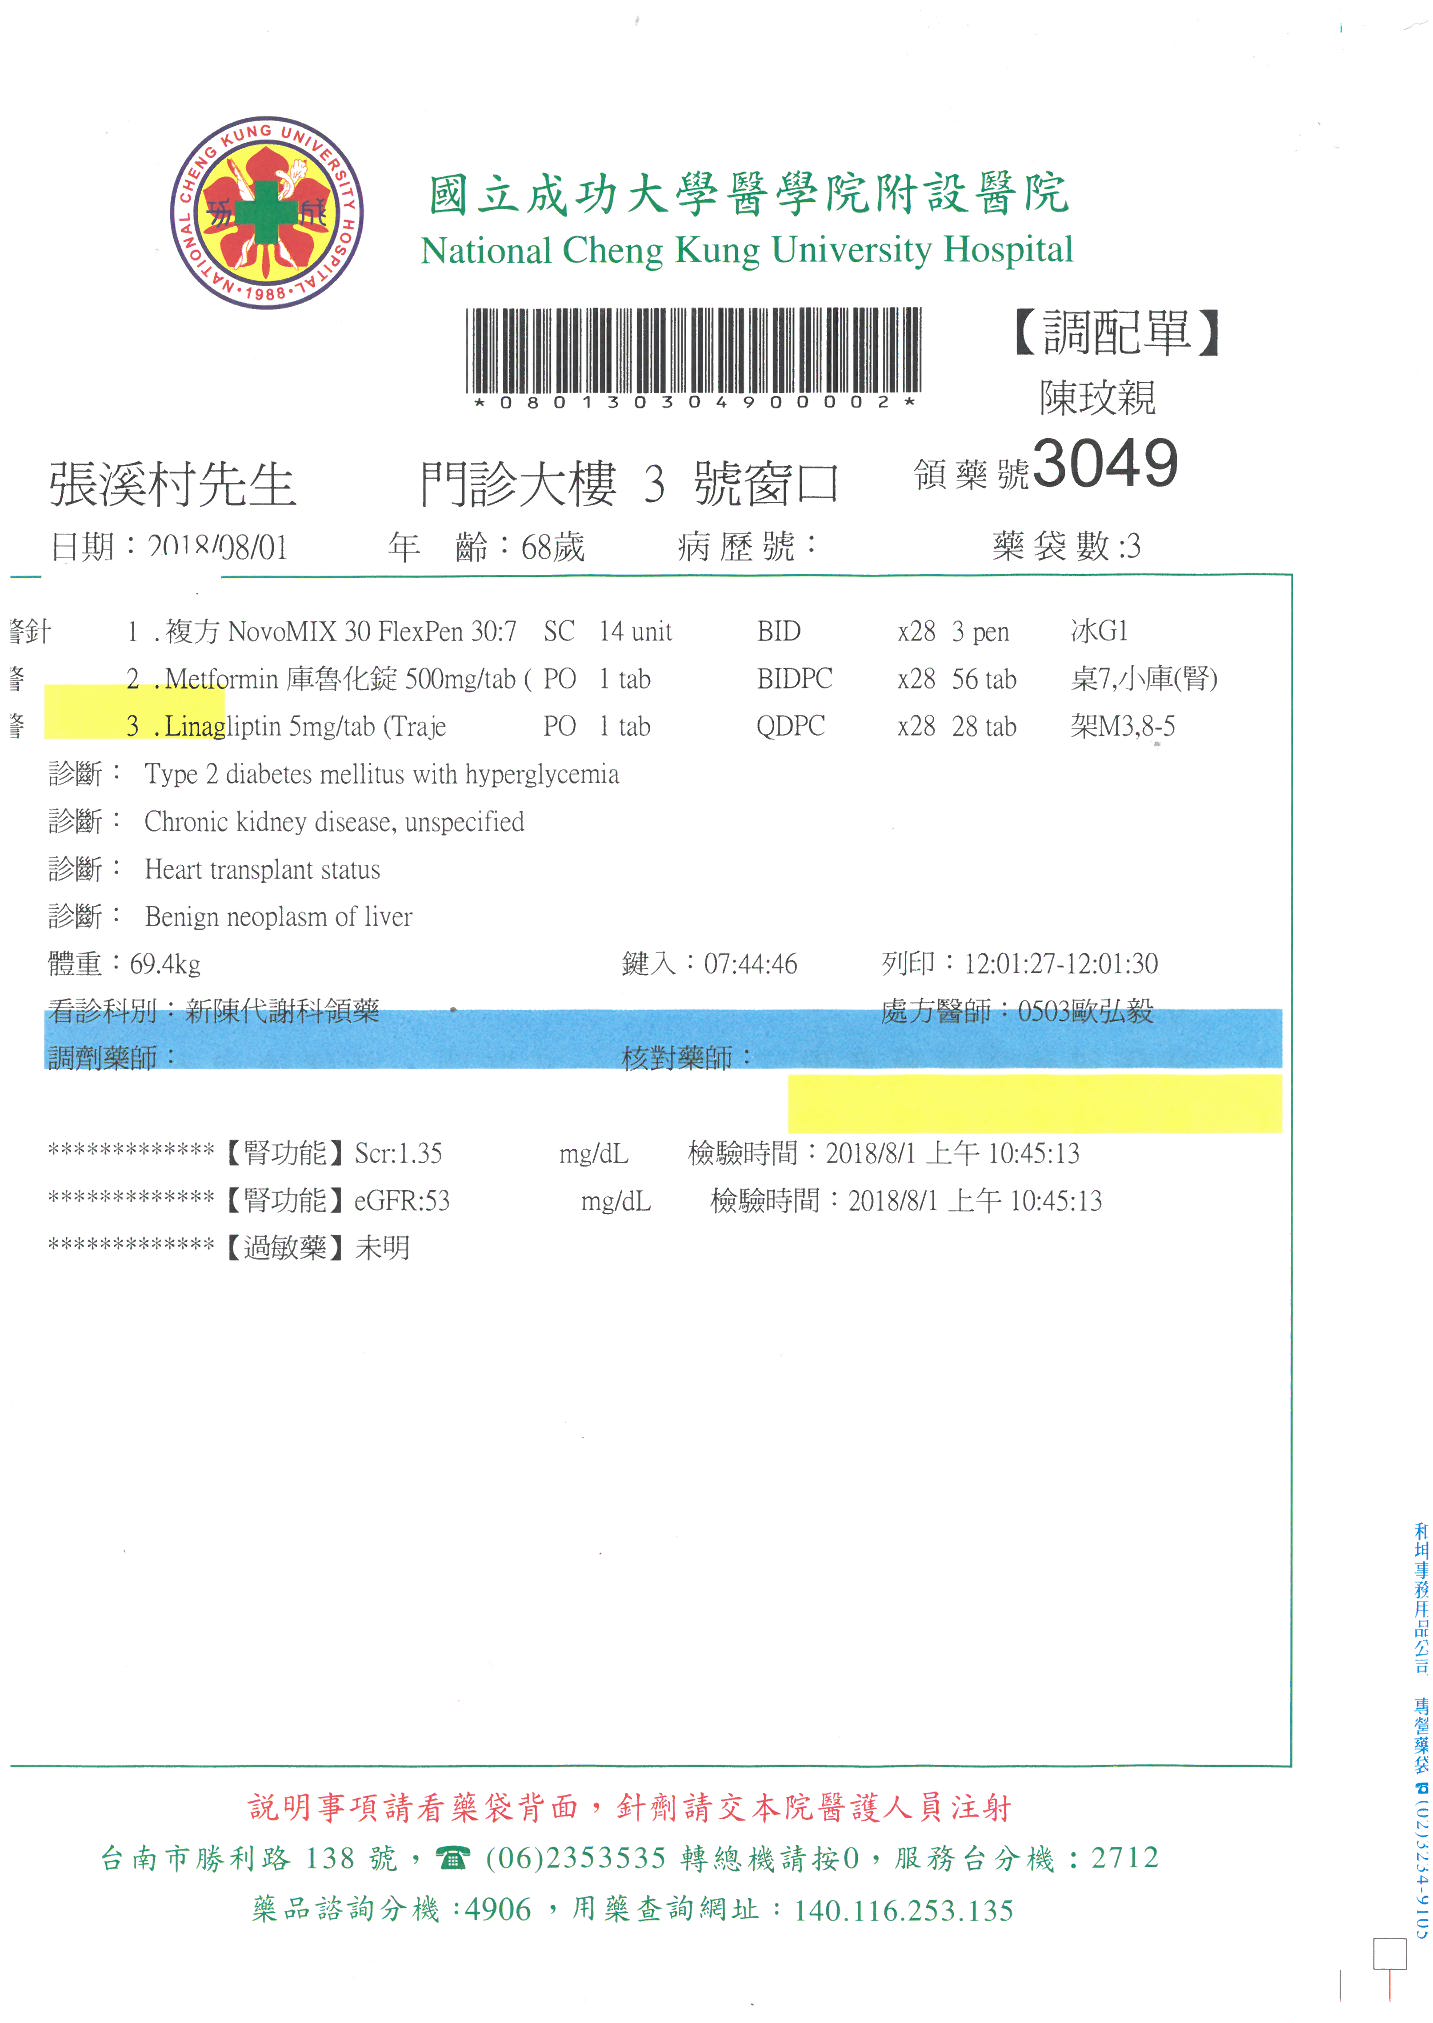 NATIONAL CHENG KUNG UNIVERSITY HOSPITAL
·1988·
國立成功大學醫學院附設醫院
National Cheng Kung University Hospital
*08013030490 0002*
【調配單】
陳玟親
張溪村先生 門診大樓 3 號窗口 領藥號3049
日期：2018/08/01 年 齡：68歲 病歷號： 藥袋數:3
針 1 .複方 NovoMIX 30 FlexPen 30:7 SC 14 unit BID x28 3 pen 冰G1
2 .Metformin 庫魯化錠 500mg/tab ( PO 1 tab BIDPC x28 56 tab 桌7,小庫(腎)
3 .Linagliptin 5mg/tab (Traje PO 1 tab QDPC x28 28 tab 架M3,8-5
診斷： Type 2 diabetes mellitus with hyperglycemia
診斷： Chronic kidney disease, unspecified
診斷： Heart transplant status
診斷： Benign neoplasm of liver
體重：69.4kg 鍵入：07:44:46 列印：12:01:27-12:01:30
看診科別：新陳代謝科領藥 處方醫師：0503歐弘毅
調劑藥師： 核對藥師：
*************【腎功能】Scr:1.35 mg/dL 檢驗時間：2018/8/1 上午 10:45:13
*************【腎功能】eGFR:53 mg/dL 檢驗時間：2018/8/1 上午 10:45:13
*************【過敏藥】未明
說明事項請看藥袋背面，針劑請交本院醫護人員注射
台南市勝利路 138 號，☎ (06)2353535 轉總機請按0，服務台分機：2712
藥品諮詢分機:4906，用藥查詢網址：140.116.253.135
和坤事務用品公司 專營藥袋☎(02)3234-9105